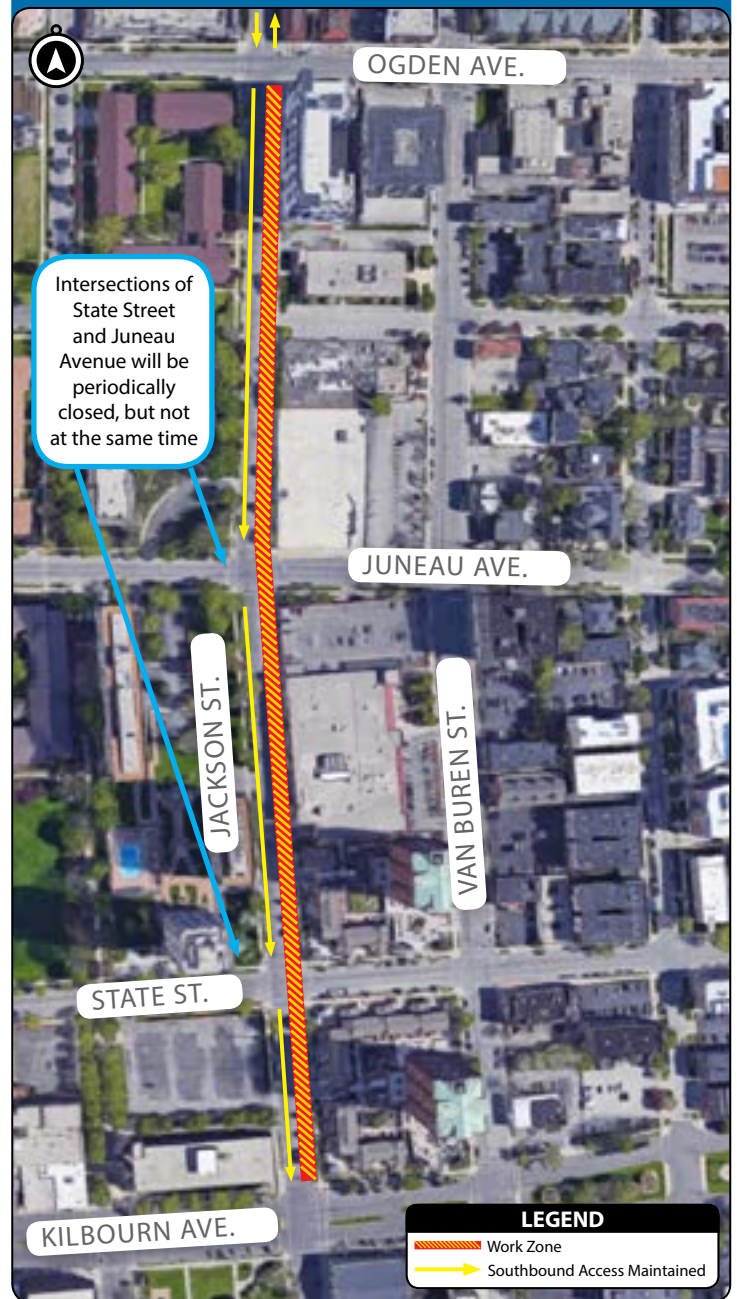 OGDEN AVE.
Intersections of
State Street
and Juneau
Avenue will be
periodically
closed, but not
at the same time
JUNEAU AVE.
JACKSON ST.
VAN BUREN ST.
STATE ST.
KILBOURN AVE.
LEGEND
Work Zone
Southbound Access Maintained